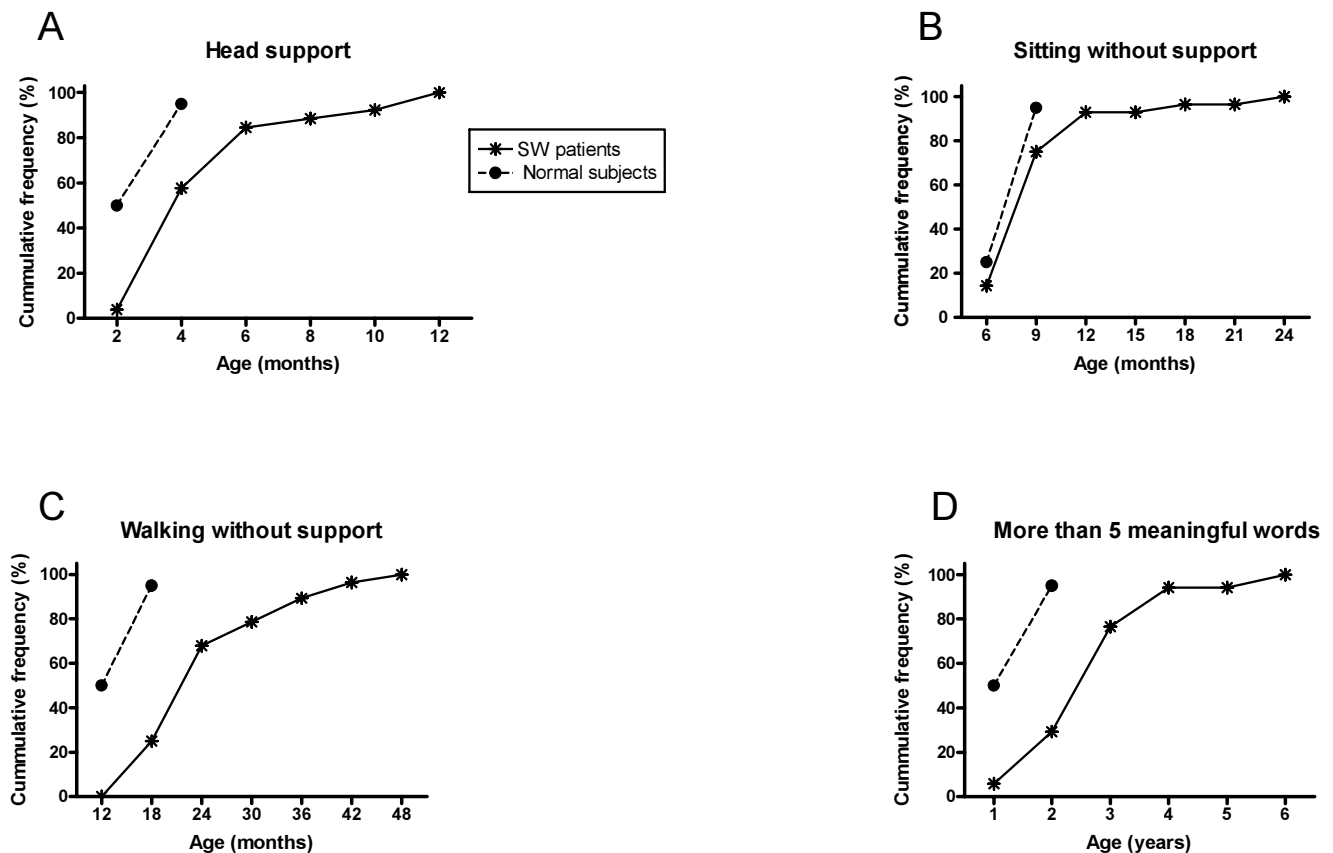 A
Head support
Cummulative frequency (%)
100
80
60
40
20
0
2 4 6 8 10 12
Age (months)
SW patients
Normal subjects
B
Sitting without support
Cummulative frequency (%)
100
80
60
40
20
0
6 9 12 15 18 21 24
Age (months)
C
Walking without support
Cummulative frequency (%)
100
80
60
40
20
0
12 18 24 30 36 42 48
Age (months)
D
More than 5 meaningful words
Cummulative frequency (%)
100
80
60
40
20
0
1 2 3 4 5 6
Age (years)